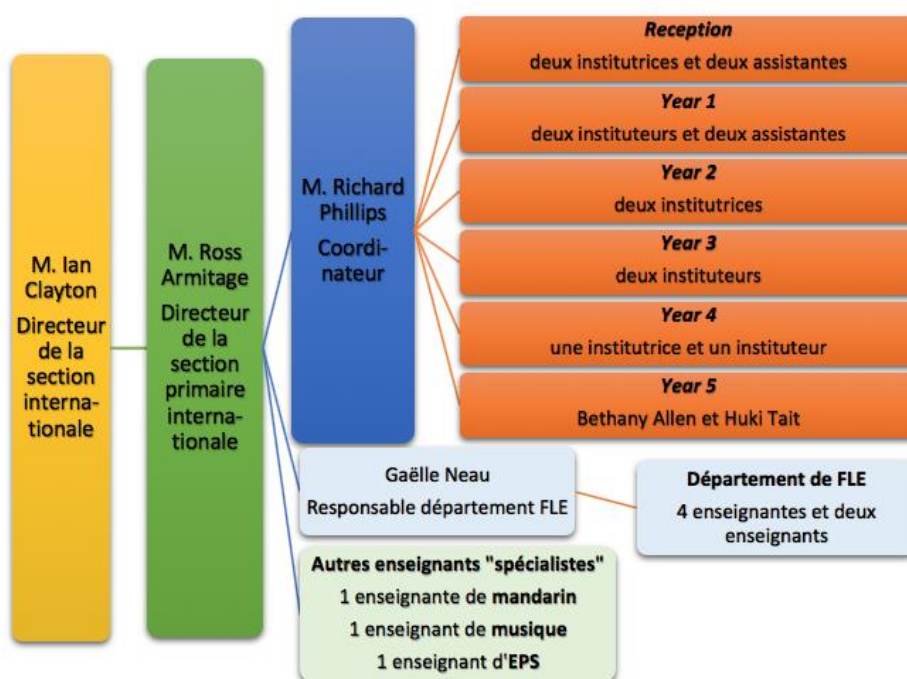 M. Ian
Clayton
Directeur
de la
section
interna-
tionale
M. Ross
Armitage
Directeur
de la
section
primaire
interna-
tionale
M. Richard
Phillips
Coordi-
nateur
Reception
deux institutrices et deux assistantes
Year 1
deux instituteurs et deux assistantes
Year 2
deux institutrices
Year 3
deux instituteurs
Year 4
une institutrice et un instituteur
Year 5
Bethany Allen et Huki Tait
Gaëlle Neau
Responsable département FLE
Département de FLE
4 enseignantes et deux
enseignants
Autres enseignants "spécialistes"
1 enseignante de mandarin
1 enseignant de musique
1 enseignant d'EPS